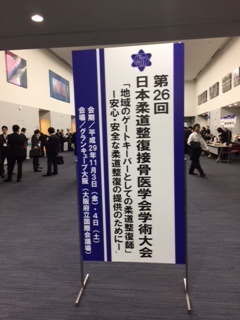 第26回
日本柔道整復接骨医学会学術大会
「地域のゲートキーパーとしての柔道整復師」
ー安心・安全な柔道整復の提供のためにー
会期／平成29年11月3日（金）・4日（土）
会場／グランキューブ大阪（大阪府立国際会議場）